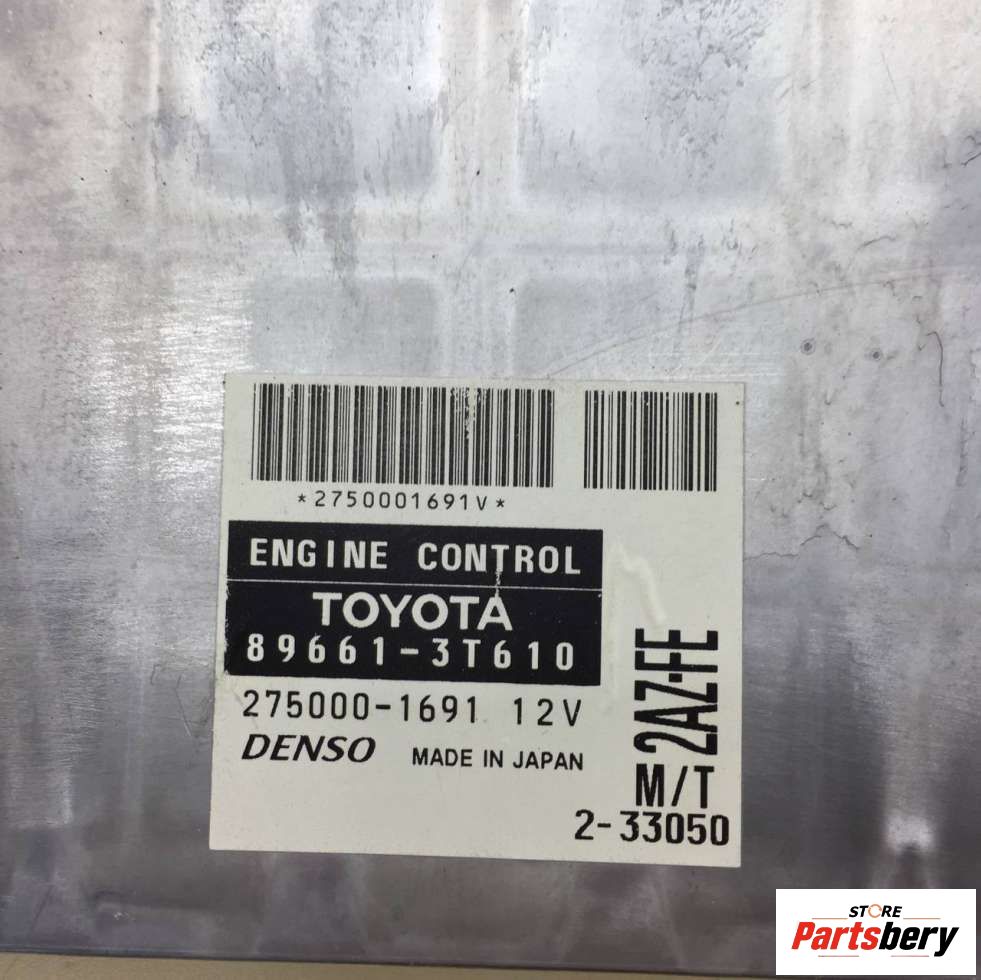 *2750001691V*
ENGINE CONTROL
TOYOTA
89661-3T610
275000-1691 12V
DENSO MADE IN JAPAN
2AZ-FE
M/T
2-33050
STORE
Partsbery